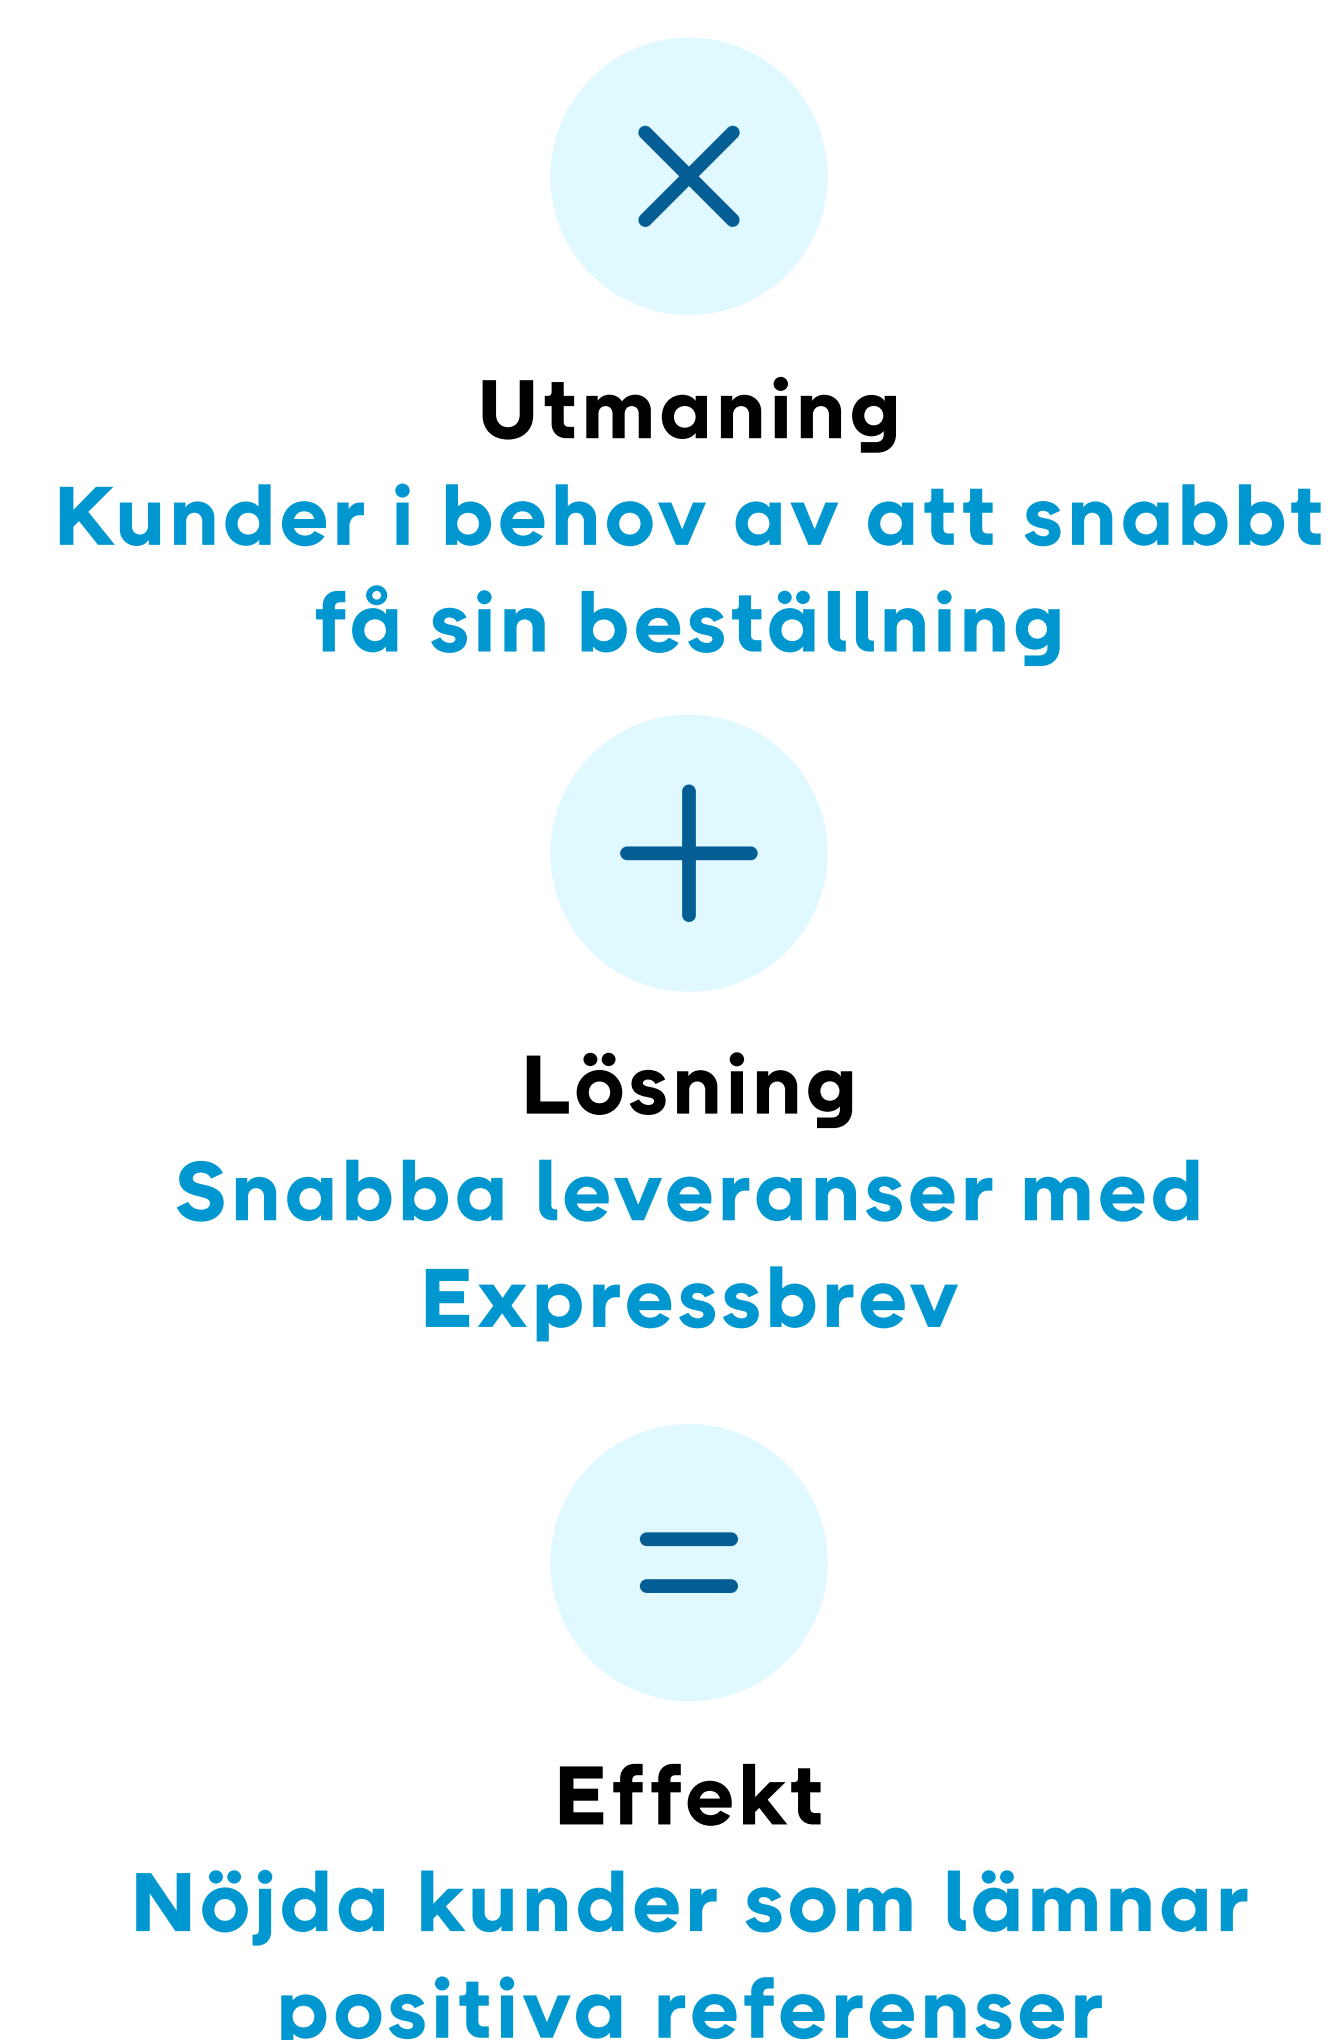 Utmaning
Kunder i behov av att snabbt
få sin beställning
Lösning
Snabba leveranser med
Expressbrev
Effekt
Nöjda kunder som lämnar
positiva referenser